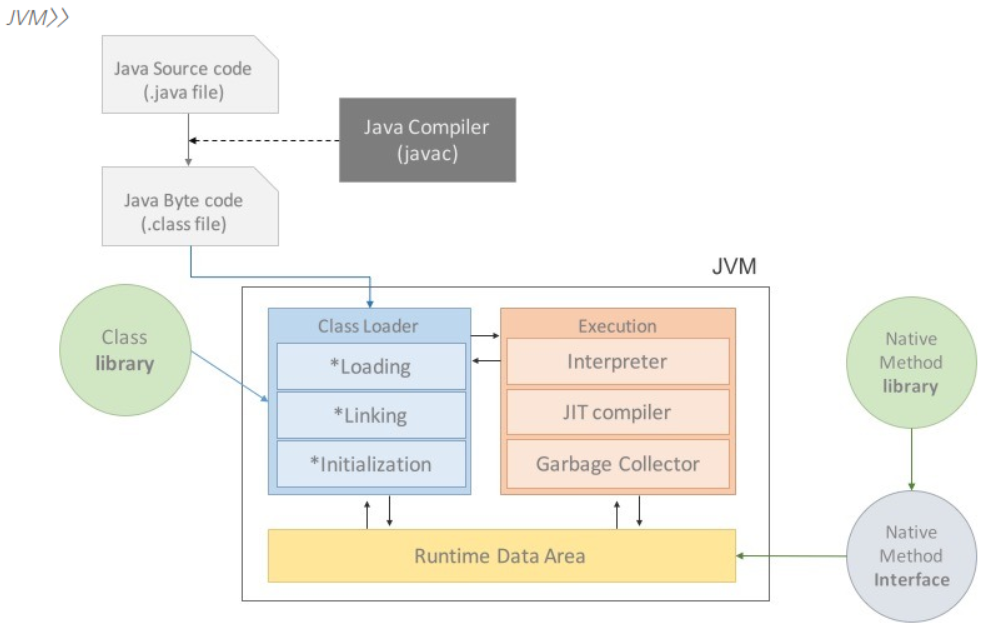 JVM>>
Java Source code
(.java file)
Java Compiler
(javac)
Java Byte code
(.class file)
JVM
Class
library
Class Loader
*Loading
*Linking
*Initialization
Execution
Interpreter
JIT compiler
Garbage Collector
Native
Method
library
Runtime Data Area
Native
Method
Interface